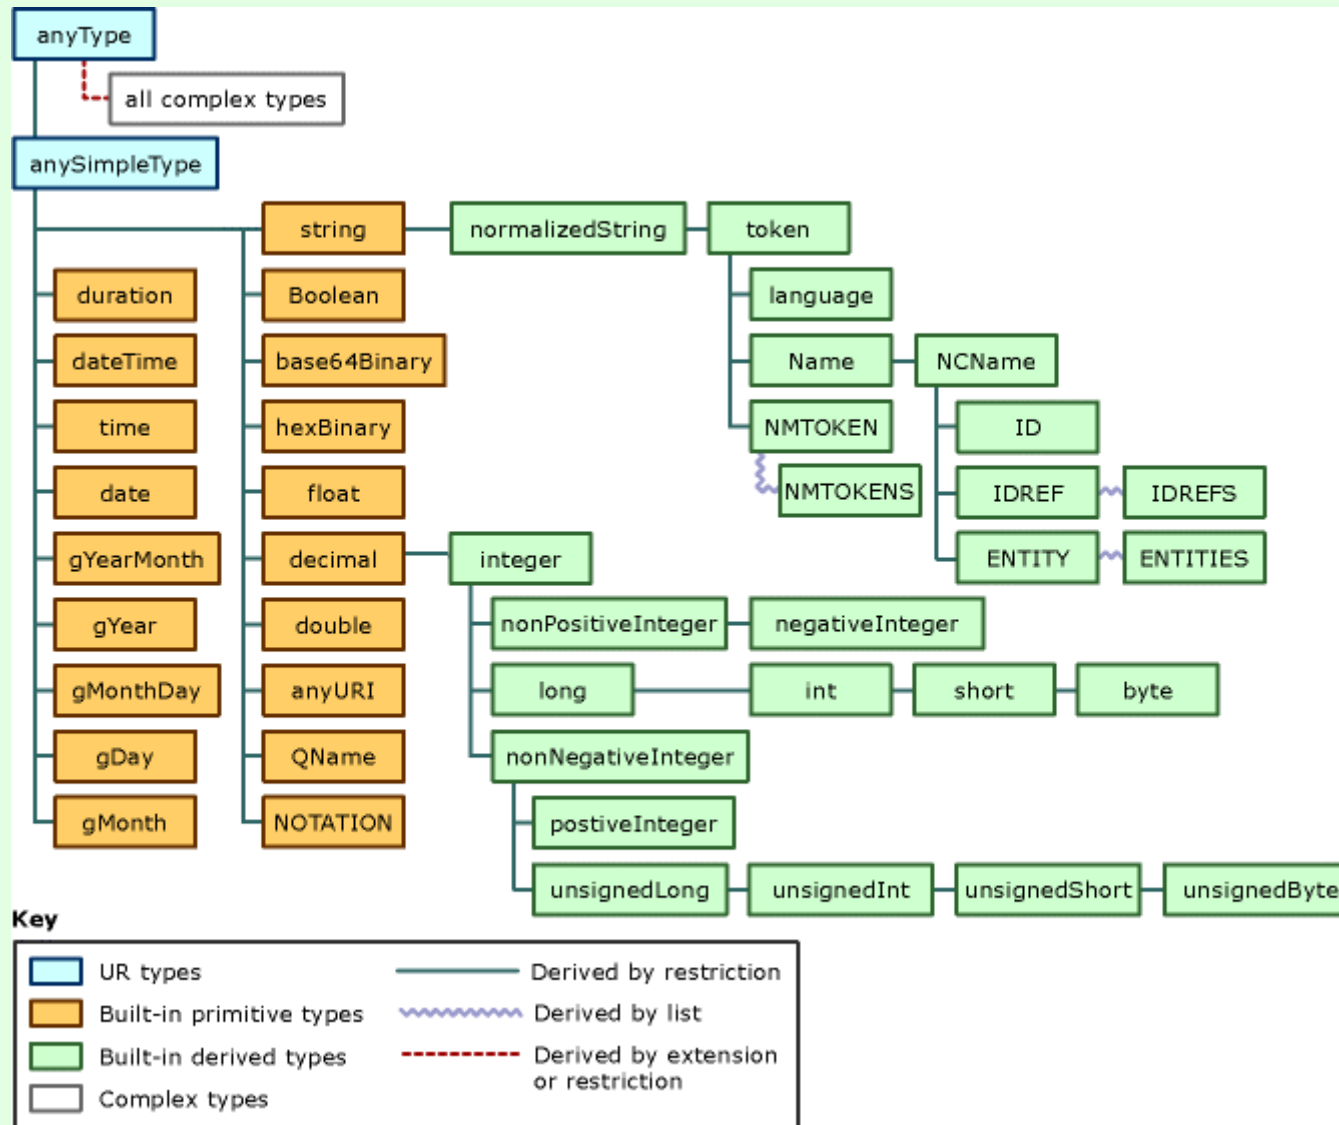 anyType
all complex types
anySimpleType
string normalizedString token
duration Boolean language
dateTime base64Binary Name NCName
time hexBinary NMTOKEN ID
date float NMTOKENS IDREF IDREFS
gYearMonth decimal integer ENTITY ENTITIES
gYear double nonPositiveInteger negativeInteger
gMonthDay anyURI long int short byte
gDay QName nonNegativeInteger
gMonth NOTATION postiveInteger
unsignedLong unsignedInt unsignedShort unsignedByte
Key
UR types Derived by restriction
Built-in primitive types Derived by list
Built-in derived types Derived by extension
or restriction
Complex types